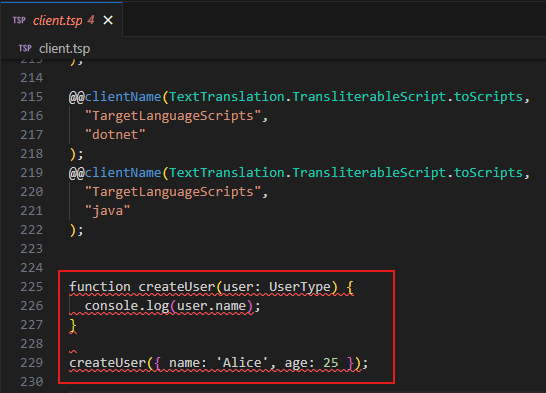 TSP client.tsp 4 ×
TSP client.tsp
213 );
214
215 @@clientName(TextTranslation.TransliterableScript.toScripts,
216 "TargetLanguageScripts",
217 "dotnet"
218 );
219 @@clientName(TextTranslation.TransliterableScript.toScripts,
220 "TargetLanguageScripts",
221 "java"
222 );
223
224
225 function createUser(user: UserType) {
226 console.log(user.name);
227 }
228
229 createUser({ name: 'Alice', age: 25 });
230